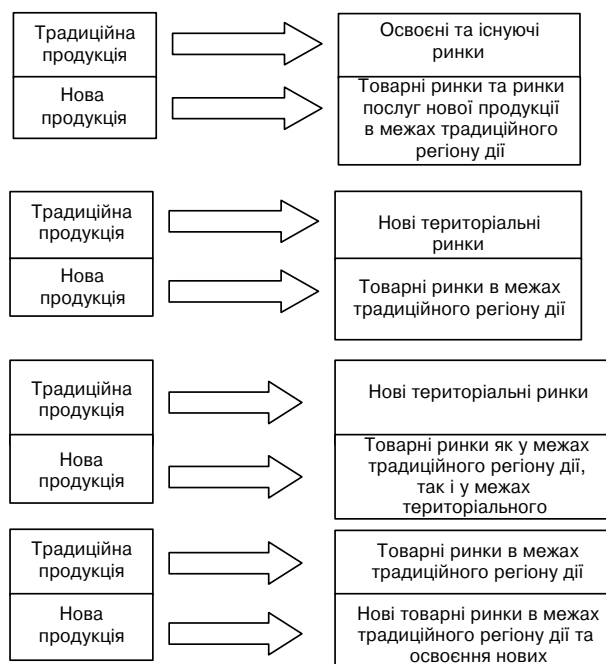 Традиційна
продукція
Освоєні та існуючі
ринки
Нова
продукція
Товарні ринки та ринки
послуг нової продукції
в межах традиційного
регіону дії
Традиційна
продукція
Нові територіальні
ринки
Нова
продукція
Товарні ринки в межах
традиційного регіону дії
Традиційна
продукція
Нові територіальні ринки
Нова
продукція
Товарні ринки як у межах
традиційного регіону дії,
так і у межах
територіального
Традиційна
продукція
Товарні ринки в межах
традиційного регіону дії
Нова
продукція
Нові товарні ринки в межах
традиційного регіону дії та
освоєння нових